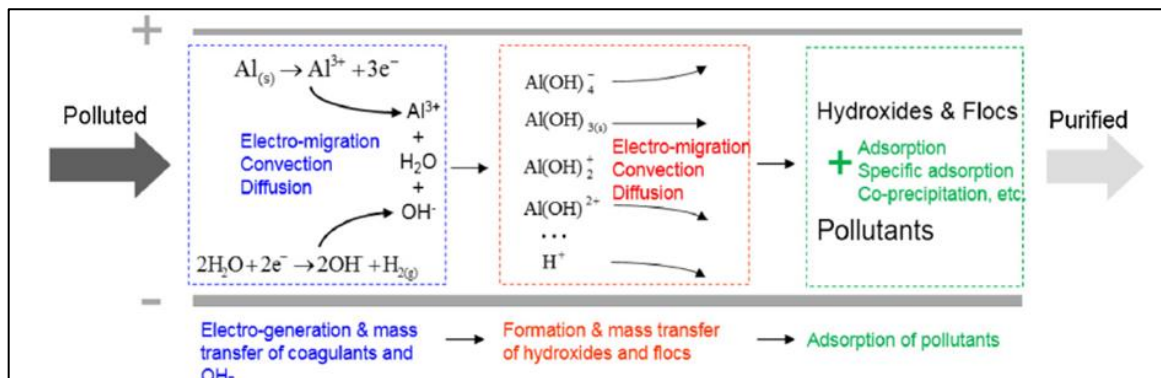 +
Polluted
Al(s) → Al³⁺ + 3e⁻
Al³⁺
+
H₂O
+
OH⁻
Electro-migration
Convection
Diffusion
2H₂O + 2e⁻ → 2OH⁻ + H₂(g)
Al(OH)₄⁻
Al(OH)₃(s)
Al(OH)₂⁺
Al(OH)²⁺
...
H⁺
Electro-migration
Convection
Diffusion
Hydroxides & Flocs
+
Adsorption
Specific adsorption
Co-precipitation, etc.
Pollutants
Purified
-
Electro-generation & mass
transfer of coagulants and
OH-
Formation & mass transfer
of hydroxides and flocs
Adsorption of pollutants